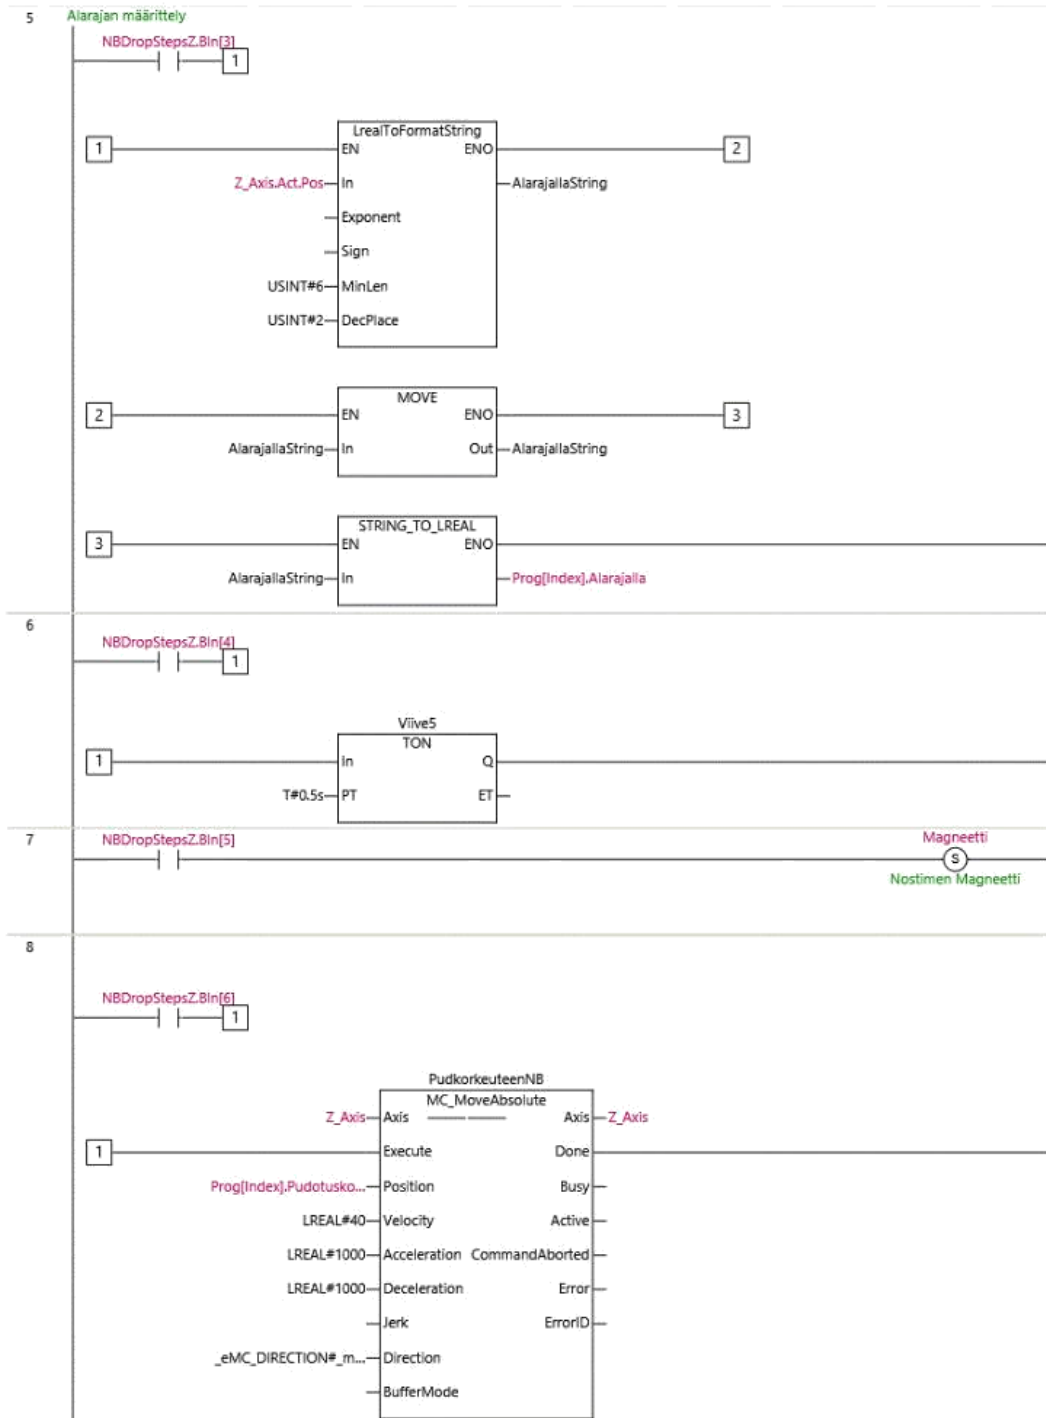 5 Alarajan määrittely
NBDropStepsZ.BIn[3]
1
LrealToFormatString
1 EN ENO 2
Z_Axis.Act.Pos In AlarajallaString
Exponent
Sign
USINT#6 MinLen
USINT#2 DecPlace
MOVE
2 EN ENO 3
AlarajallaString In Out AlarajallaString
STRING_TO_LREAL
3 EN ENO
AlarajallaString In Prog[Index].Alarajalla
6
NBDropStepsZ.BIn[4]
1
Viive5
TON
1 In Q
T#0.5s PT ET
7 NBDropStepsZ.BIn[5] Magneetti
S
Nostimen Magneetti
8
NBDropStepsZ.BIn[6]
1
PudkorkeuteenNB
MC_MoveAbsolute
Z_Axis Axis Axis Z_Axis
1 Execute Done
Prog[Index].Pudotusko... Position Busy
LREAL#40 Velocity Active
LREAL#1000 Acceleration CommandAborted
LREAL#1000 Deceleration Error
Jerk ErrorID
_eMC_DIRECTION#_m... Direction
BufferMode